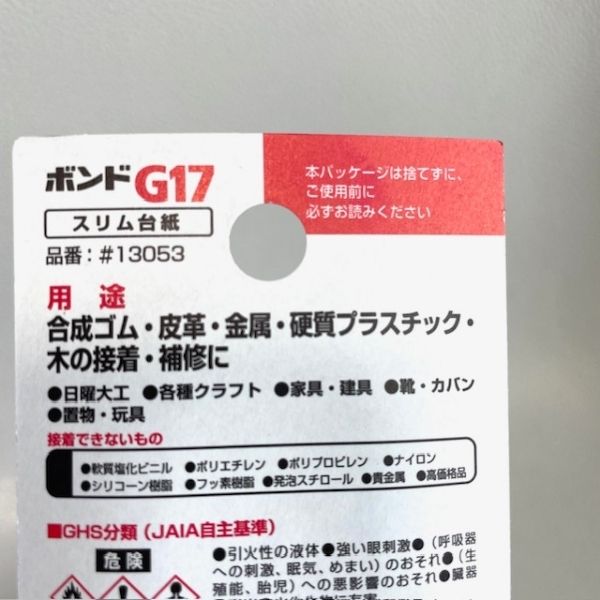 ボンド G17
スリム台紙
品番：#13053
本パッケージは捨てずに、
ご使用前に
必ずお読みください
用途
合成ゴム・皮革・金属・硬質プラスチック・
木の接着・補修に
●日曜大工 ●各種クラフト ●家具・建具 ●靴・カバン
●置物・玩具
接着できないもの
●軟質塩化ビニル ●ポリエチレン ●ポリプロピレン ●ナイロン
●シリコーン樹脂 ●フッ素樹脂 ●発泡スチロール ●貴金属 ●高価格品
■GHS分類（JAIA自主基準）
危険
●引火性の液体●強い眼刺激●（呼吸器
への刺激、眠気、めまい）のおそれ●（生
殖能、胎児）への悪影響のおそれ●臓器